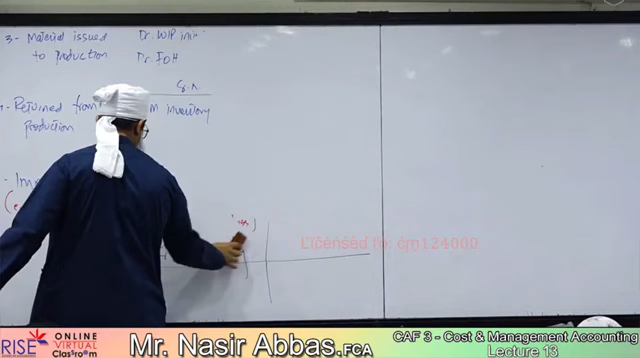 3- Material issued Dr. WIP
to Production Dr. FOH
Returned from inventory
Production
Licensed to: cm124000
RISE ONLINE VIRTUAL Classroom
Mr. Nasir Abbas.FCA
CAF 3 - Cost & Management Accounting
Lecture 13